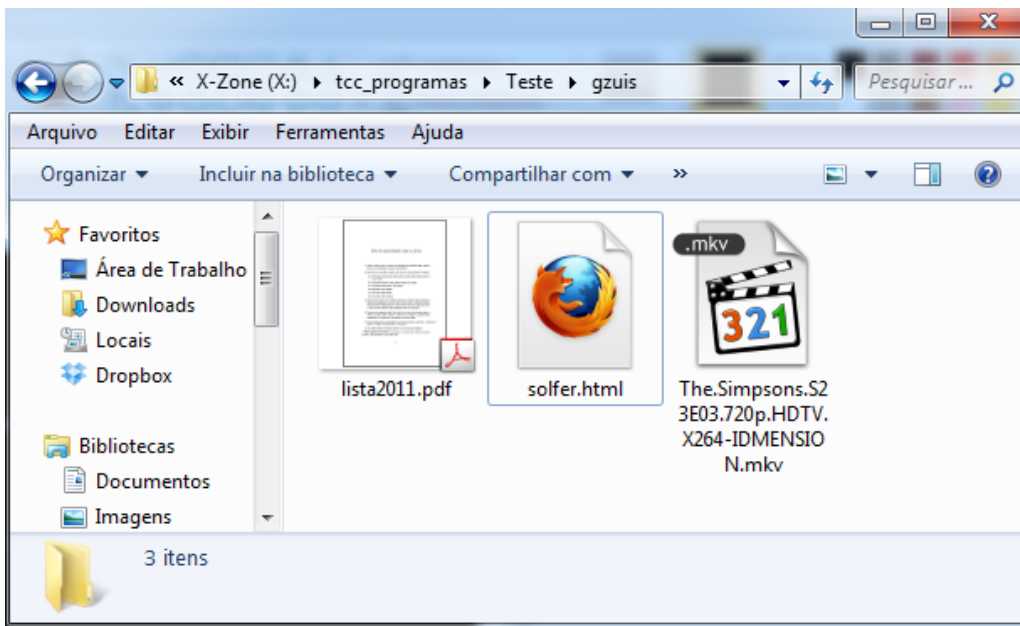 « X-Zone (X:) ▸ tcc_programas ▸ Teste ▸ gzuis
Pesquisar ...
Arquivo Editar Exibir Ferramentas Ajuda
Organizar Incluir na biblioteca Compartilhar com »
Favoritos
Área de Trabalho
Downloads
Locais
Dropbox
Bibliotecas
Documentos
Imagens
lista2011.pdf
solfer.html
.mkv
321
The.Simpsons.S2
3E03.720p.HDTV.
X264-IDMENSIO
N.mkv
3 itens